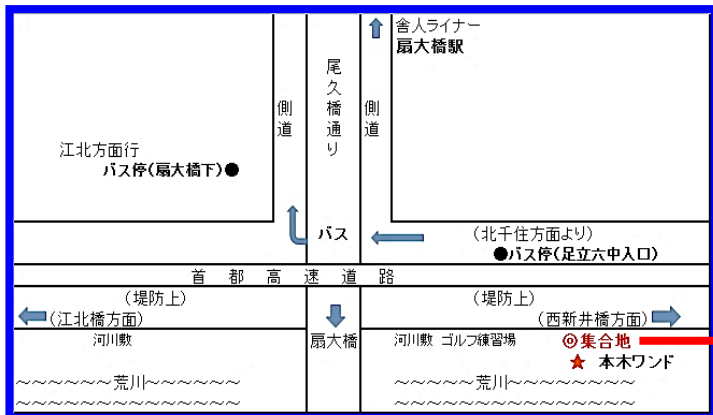 舎人ライナー
扇大橋駅
尾久橋通り
側道
側道
江北方面行
バス停(扇大橋下)●
バス
(北千住方面より)
●バス停(足立六中入口)
首都高速道路
(堤防上)
(堤防上)
(江北橋方面)
(西新井橋方面)
河川敷
扇大橋
河川敷 ゴルフ練習場
◎集合地
★ 本木ワンド
~~~~~~荒川~~~~~~
~~~~~~~~~~~~~~
~~~~~~荒川~~~~~~~~
~~~~~~~~~~~~~~~~